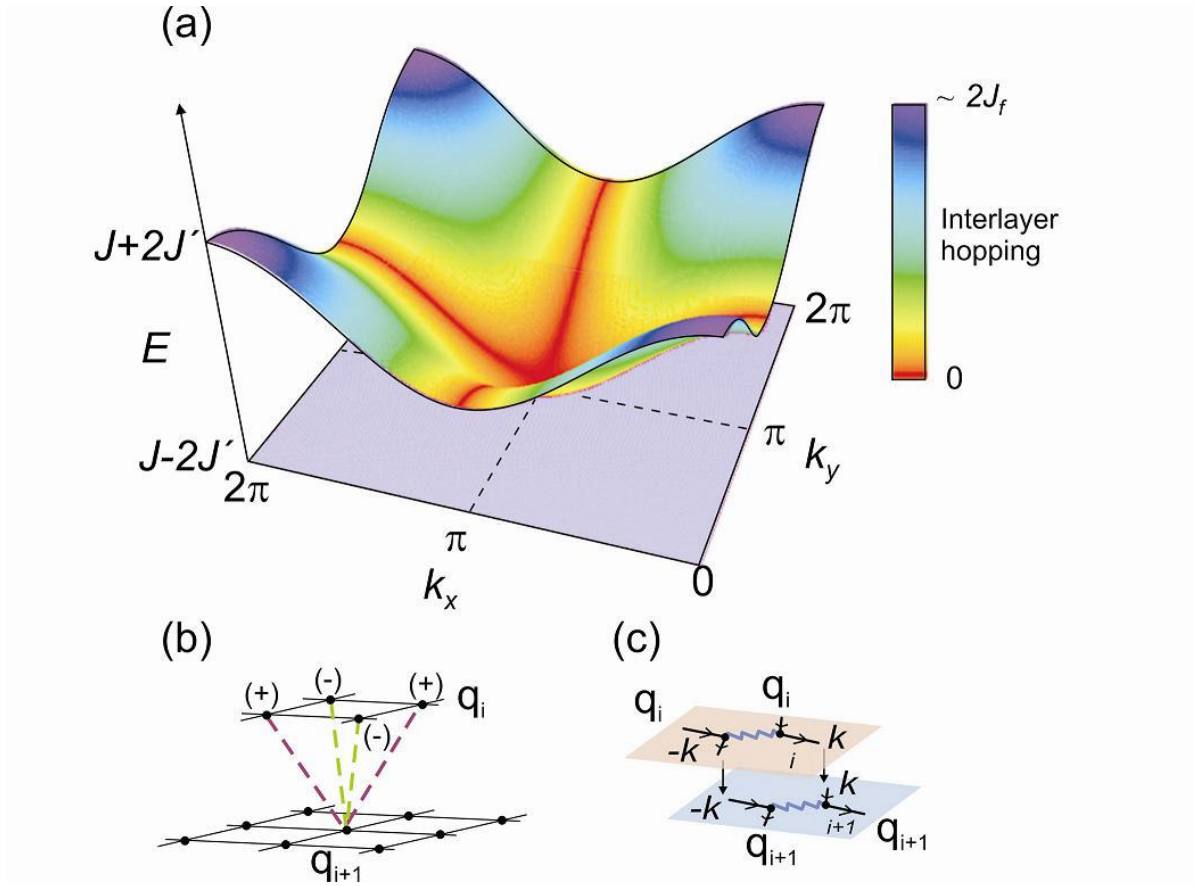 (a)
~ 2J_f
Interlayer
hopping
0
J+2J´
E
J-2J´
2π
π
0
k_x
2π
π
k_y
(b)
(+)
(-)
(+)
(-)
q_i
q_{i+1}
(c)
q_i
q_i
-k
i
k
-k
k
i+1
q_{i+1}
q_{i+1}